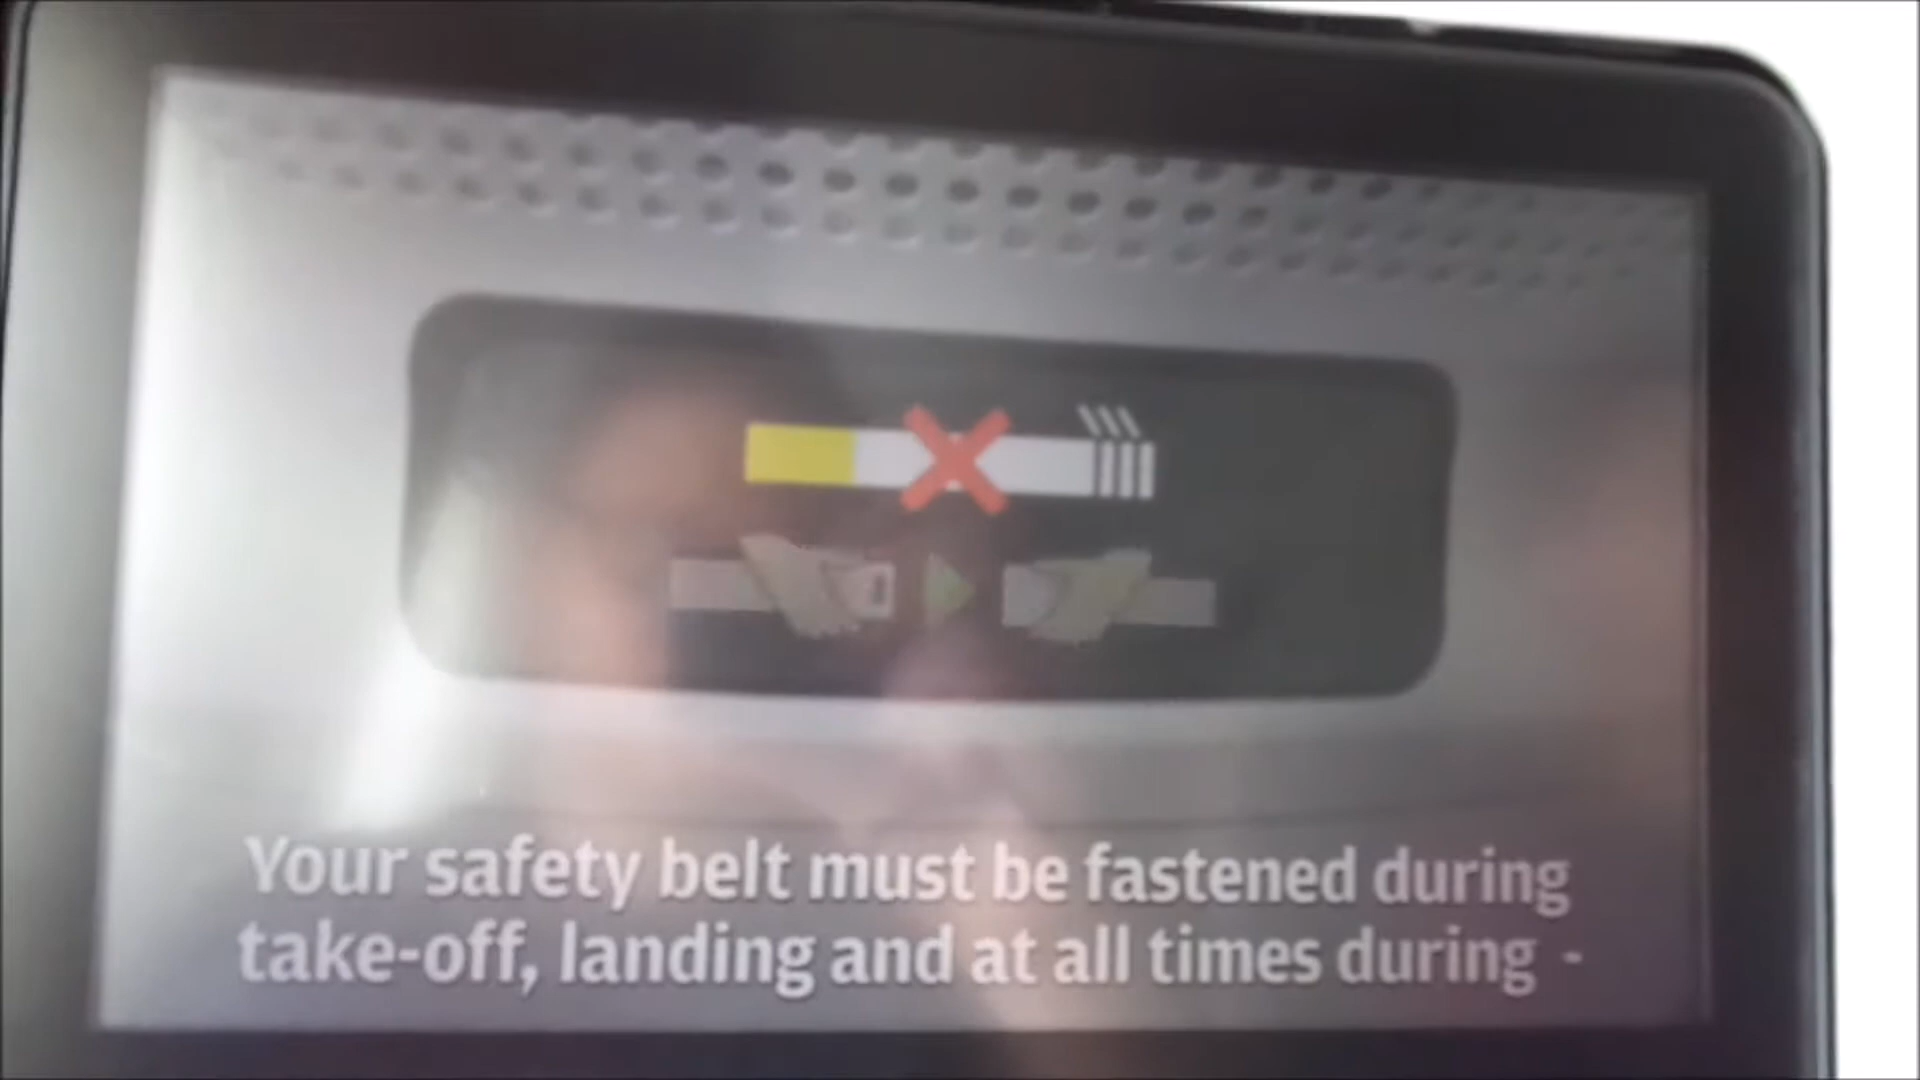 Your safety belt must be fastened during
take-off, landing and at all times during -